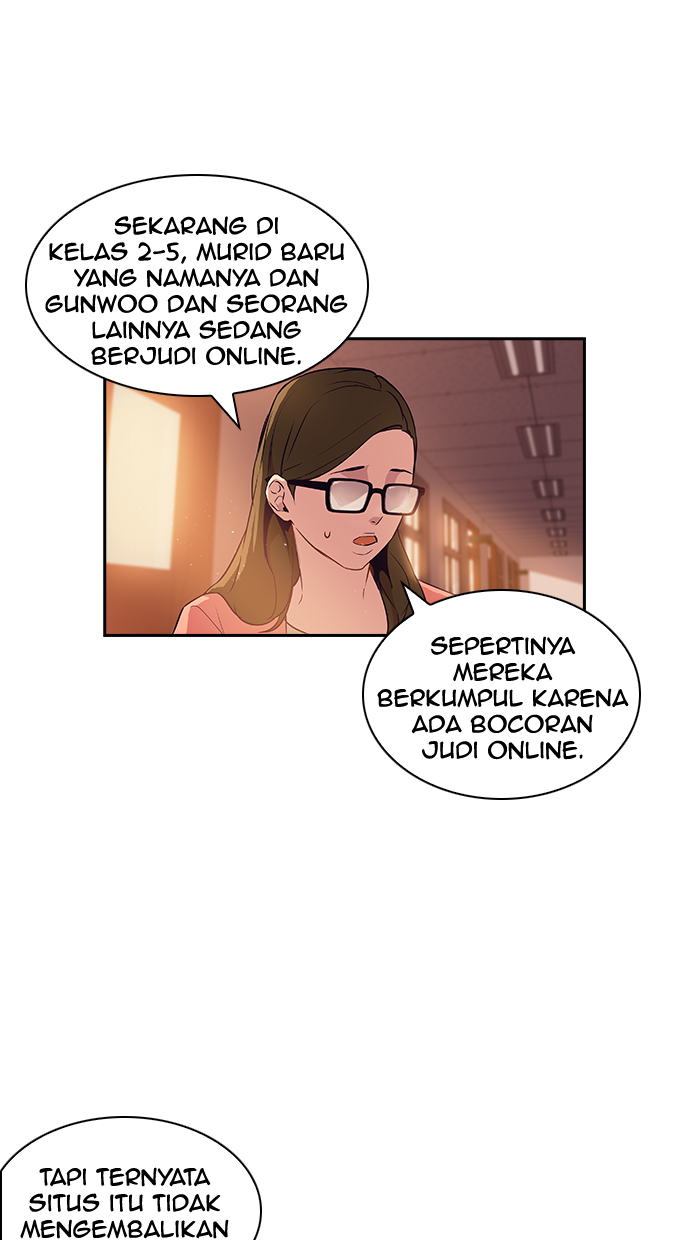 SEKARANG DI
KELAS 2-5, MURID BARU
YANG NAMANYA DAN
GUNWOO DAN SEORANG
LAINNYA SEDANG
BERJUDI ONLINE.
SEPERTINYA
MEREKA
BERKUMPUL KARENA
ADA BOCORAN
JUDI ONLINE.
TAPI TERNYATA
SITUS ITU TIDAK
MENGEMBALIKAN